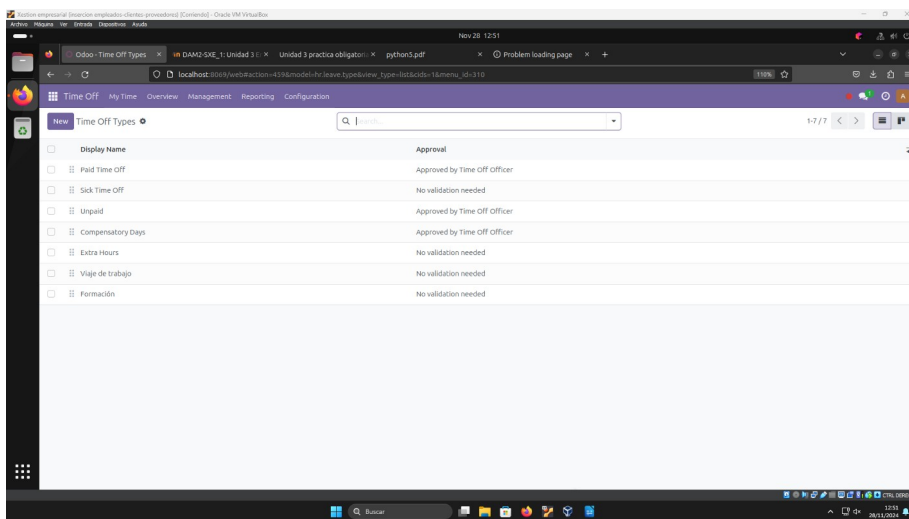 Xestion empresarial (insercion empleados-clientes-proveedores) [Corriendo] - Oracle VM VirtualBox
Archivo Máquina Ver Entrada Dispositivos Ayuda
Nov 28 12:51
Odoo - Time Off Types
DAM2-SXE_1: Unidad 3 E
Unidad 3 practica obligatori
python5.pdf
Problem loading page
localhost:8069/web#action=459&model=hr.leave.type&view_type=list&cids=1&menu_id=310
110%
Time Off My Time Overview Management Reporting Configuration
A
New Time Off Types
Search...
1-7 / 7
Display Name Approval
Paid Time Off Approved by Time Off Officer
Sick Time Off No validation needed
Unpaid Approved by Time Off Officer
Compensatory Days Approved by Time Off Officer
Extra Hours No validation needed
Viaje de trabajo No validation needed
Formación No validation needed
CTRL DERE
Buscar
12:51
28/11/2024